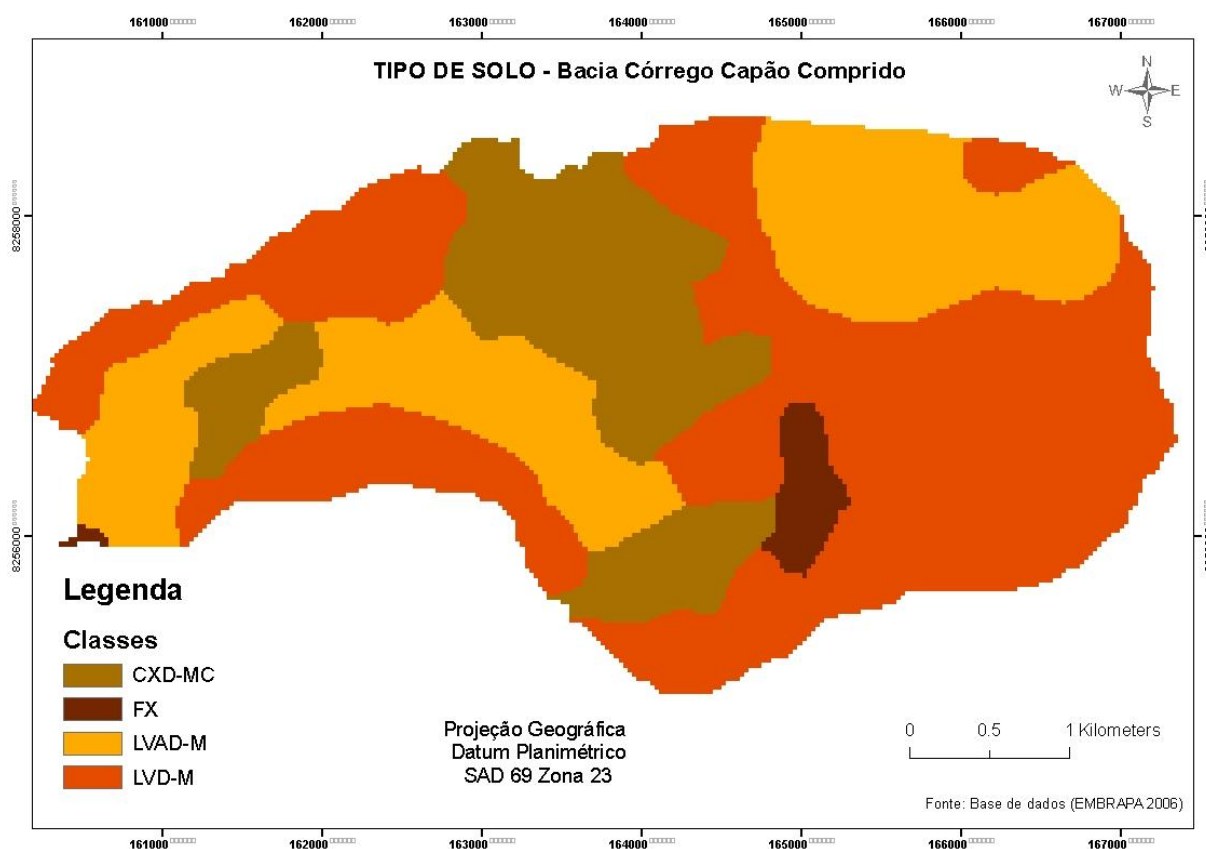 161000 162000 163000 164000 165000 166000 167000
TIPO DE SOLO - Bacia Córrego Capão Comprido
N
W E
S
8258000
8256000
Legenda
Classes
CXD-MC
FX
LVAD-M
LVD-M
Projeção Geográfica
Datum Planimétrico
SAD 69 Zona 23
0 0.5 1 Kilometers
Fonte: Base de dados (EMBRAPA 2006)
161000 162000 163000 164000 165000 166000 167000